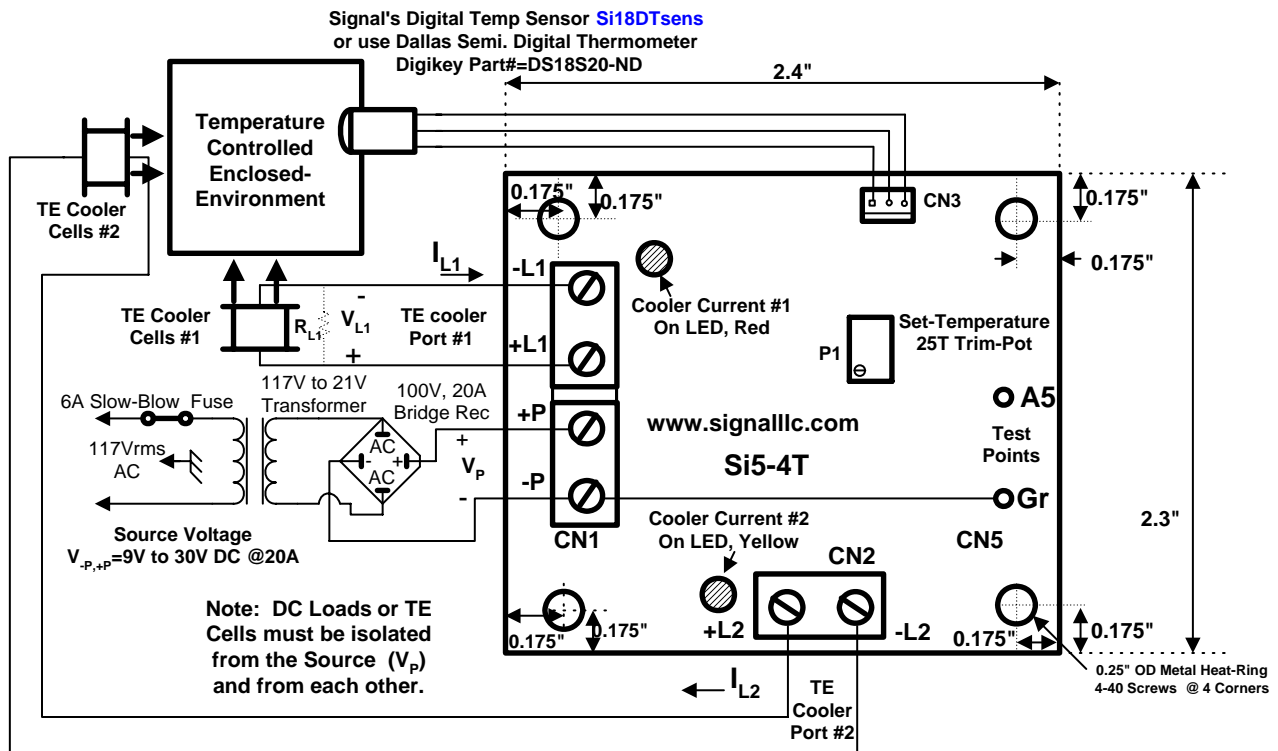 Signal's Digital Temp Sensor Si18DTsens
or use Dallas Semi. Digital Thermometer
Digikey Part#=DS18S20-ND
2.4"
Temperature
Controlled
Enclosed-
Environment
TE Cooler
Cells #2
0.175"
0.175"
CN3
0.175"
0.175"
IL1
-L1
Cooler Current #1
On LED, Red
TE Cooler
Cells #1
RL1
-
VL1
+
TE cooler
Port #1
+L1
P1
Set-Temperature
25T Trim-Pot
6A Slow-Blow Fuse
117V to 21V
Transformer
100V, 20A
Bridge Rec
117Vrms
AC
AC
- +
AC
+
VP
-
+P
-P
www.signalllc.com
Si5-4T
A5
Test
Points
Gr
2.3"
Source Voltage
V-P,+P=9V to 30V DC @20A
CN1
Cooler Current #2
On LED, Yellow
CN5
CN2
Note: DC Loads or TE
Cells must be isolated
from the Source (VP)
and from each other.
0.175"
0.175"
+L2
-L2
0.175"
0.175"
0.25" OD Metal Heat-Ring
4-40 Screws @ 4 Corners
IL2
TE
Cooler
Port #2